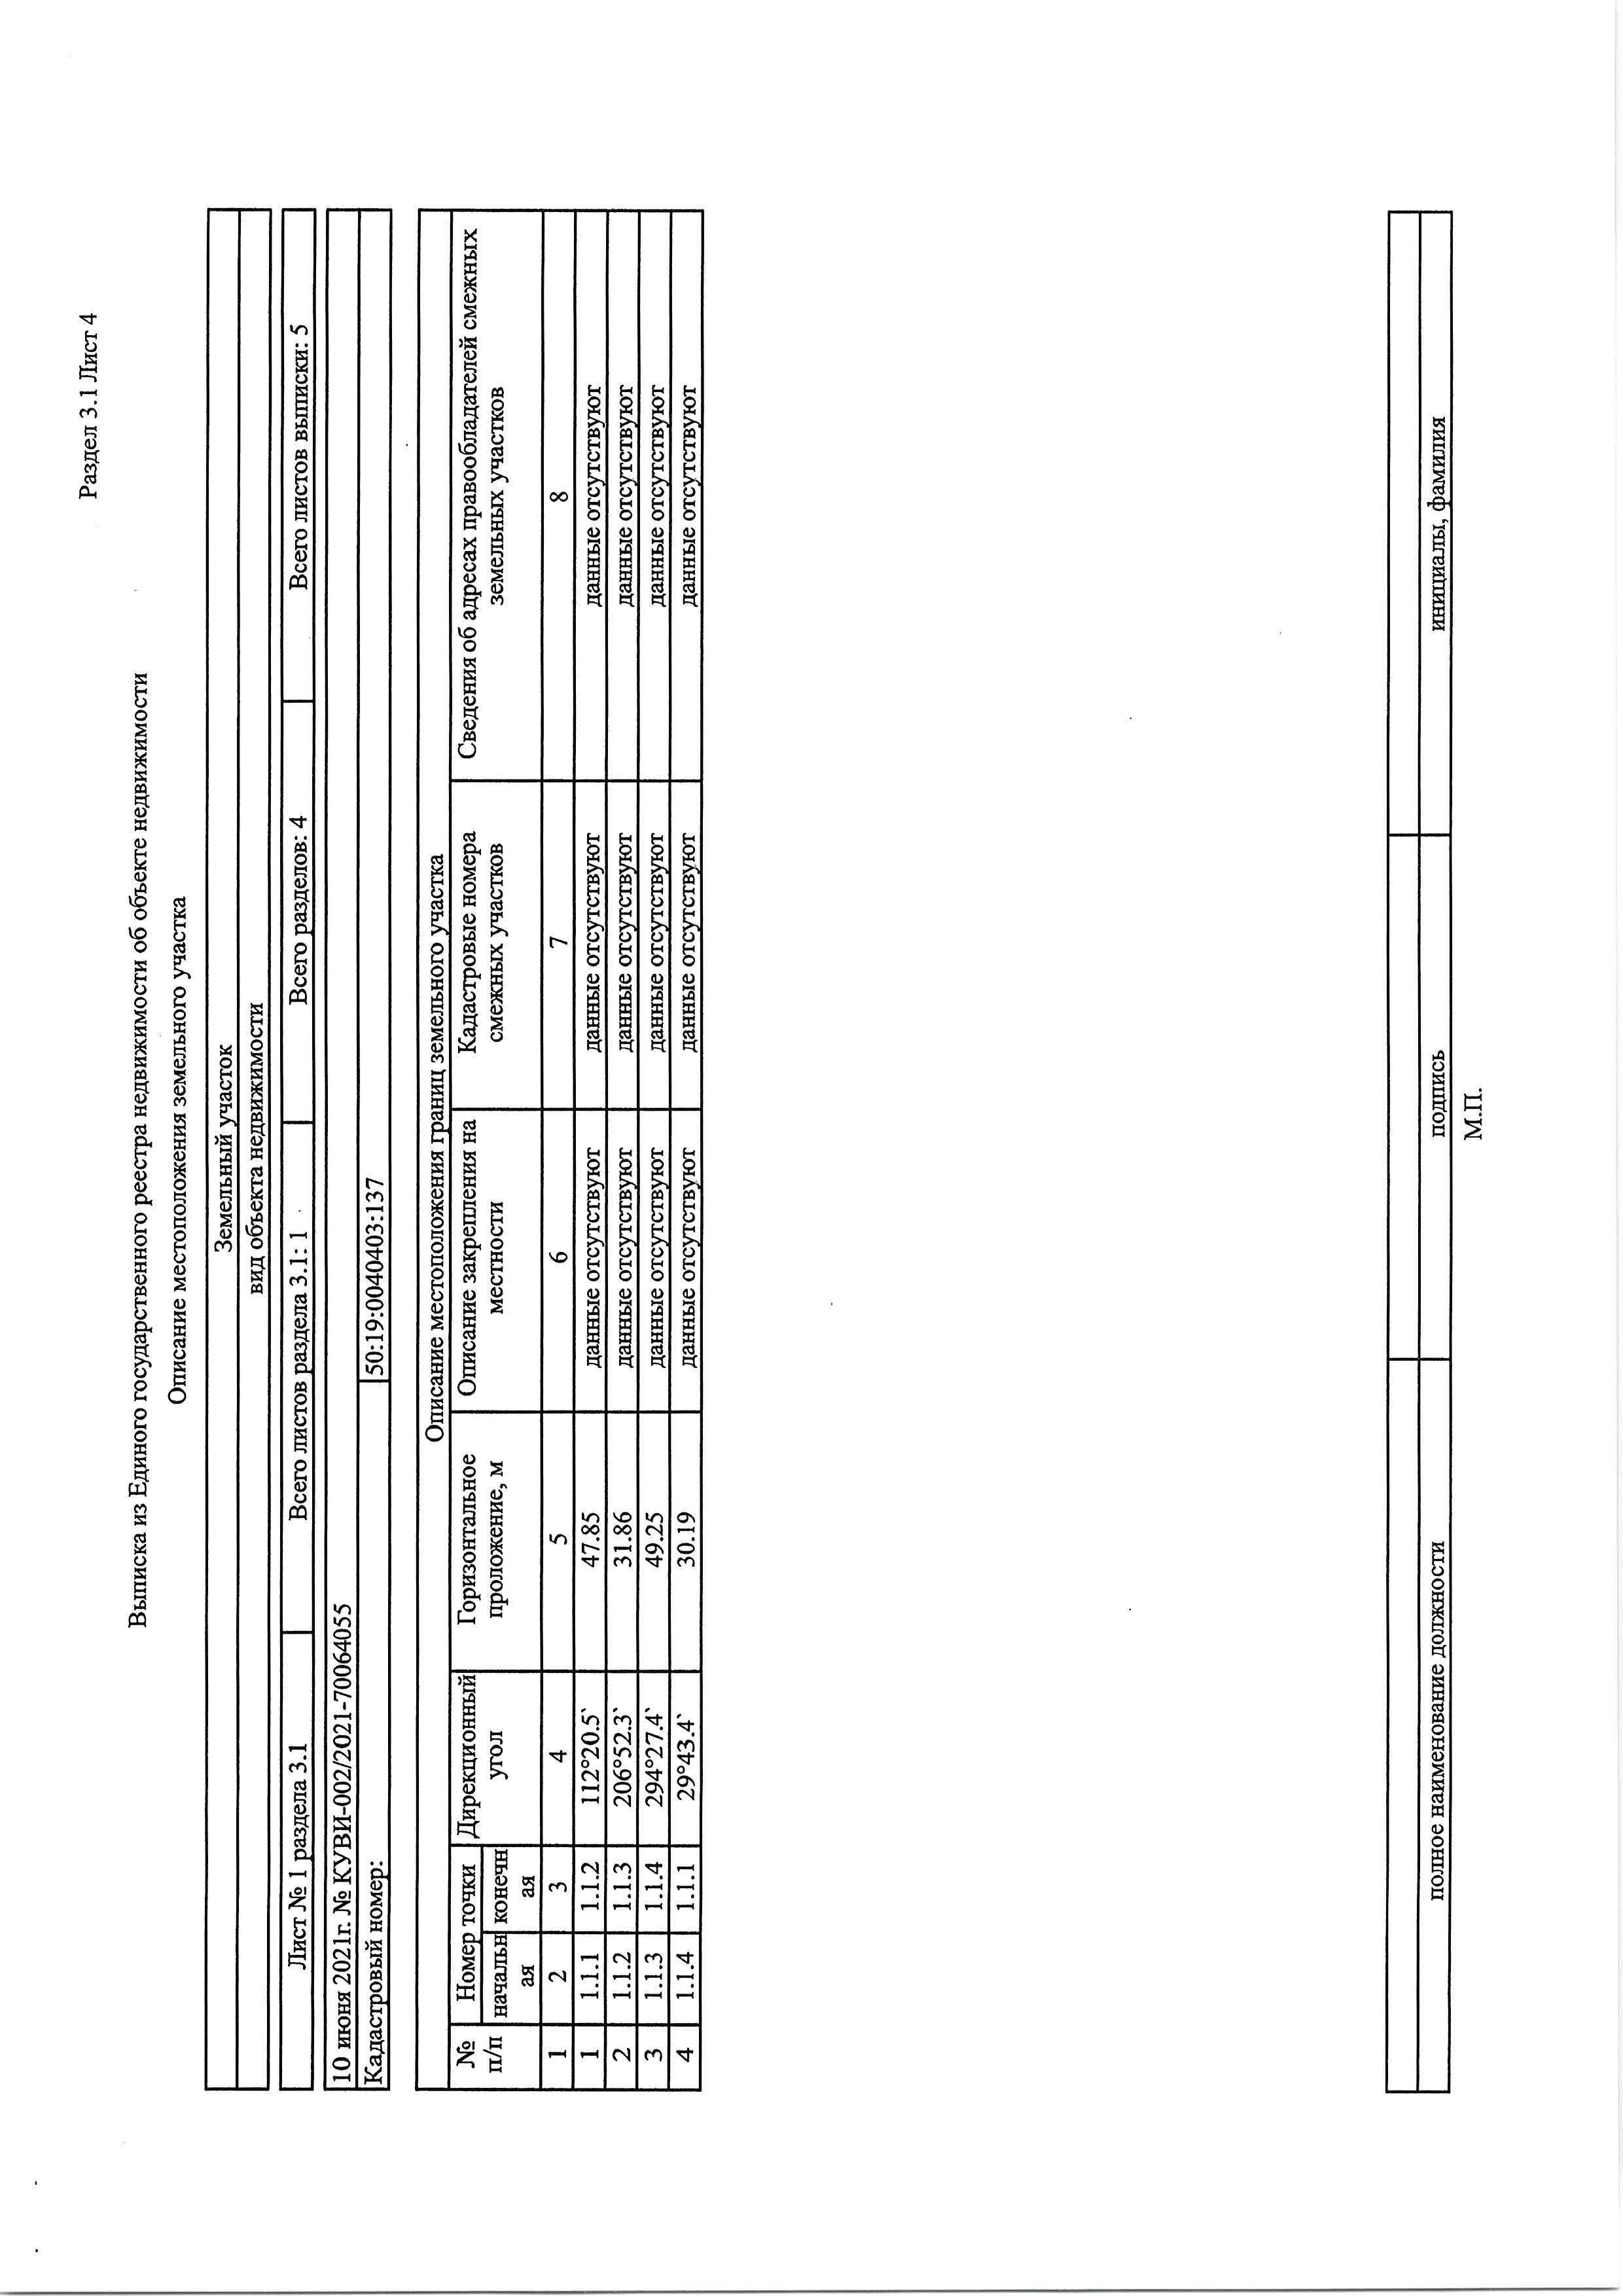 Раздел 3.1 Лист 4
Выписка из Единого государственного реестра недвижимости об объекте недвижимости
Описание местоположения земельного участка
Земельный участок
вид объекта недвижимости
Лист № 1 раздела 3.1 Всего листов раздела 3.1: 1 Всего разделов: 4 Всего листов выписки: 5
10 июня 2021г. № КУВИ-002/2021-70064055
Кадастровый номер: 50:19:0040403:137
Описание местоположения границ земельного участка
№ Номер точки Дирекционный Горизонтальное Описание закрепления на Кадастровые номера Сведения об адресах правообладателей смежных
п/п начальн конечн угол проложение, м местности смежных участков земельных участков
ая ая
1 2 3 4 5 6 7 8
1 1.1.1 1.1.2 112°20.5` 47.85 данные отсутствуют данные отсутствуют данные отсутствуют
2 1.1.2 1.1.3 206°52.3` 31.86 данные отсутствуют данные отсутствуют данные отсутствуют
3 1.1.3 1.1.4 294°27.4` 49.25 данные отсутствуют данные отсутствуют данные отсутствуют
4 1.1.4 1.1.1 29°43.4` 30.19 данные отсутствуют данные отсутствуют данные отсутствуют
полное наименование должности подпись инициалы, фамилия
М.П.